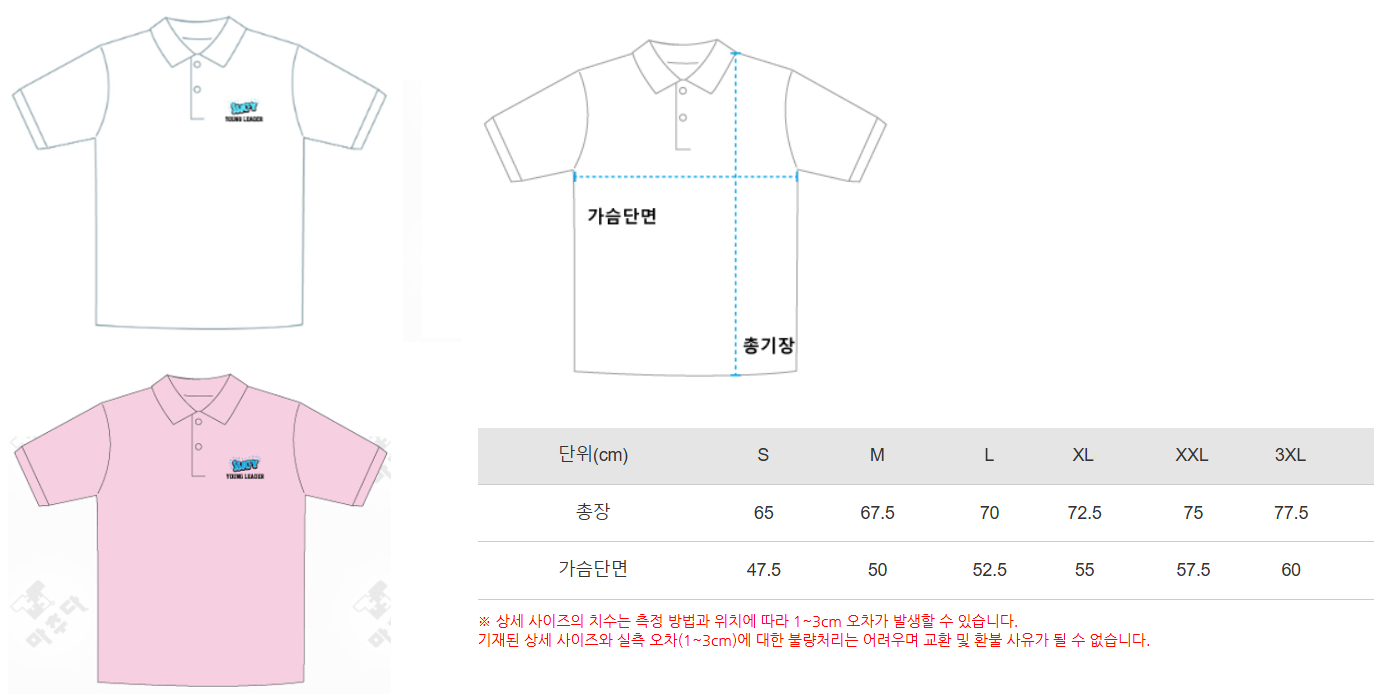 YOUNG LEADER
가슴단면
총기장
YOUNG LEADER
단위(cm) S M L XL XXL 3XL
총장 65 67.5 70 72.5 75 77.5
가슴단면 47.5 50 52.5 55 57.5 60
※ 상세 사이즈의 치수는 측정 방법과 위치에 따라 1~3cm 오차가 발생할 수 있습니다.
기재된 상세 사이즈와 실측 오차(1~3cm)에 대한 불량처리는 어려우며 교환 및 환불 사유가 될 수 없습니다.